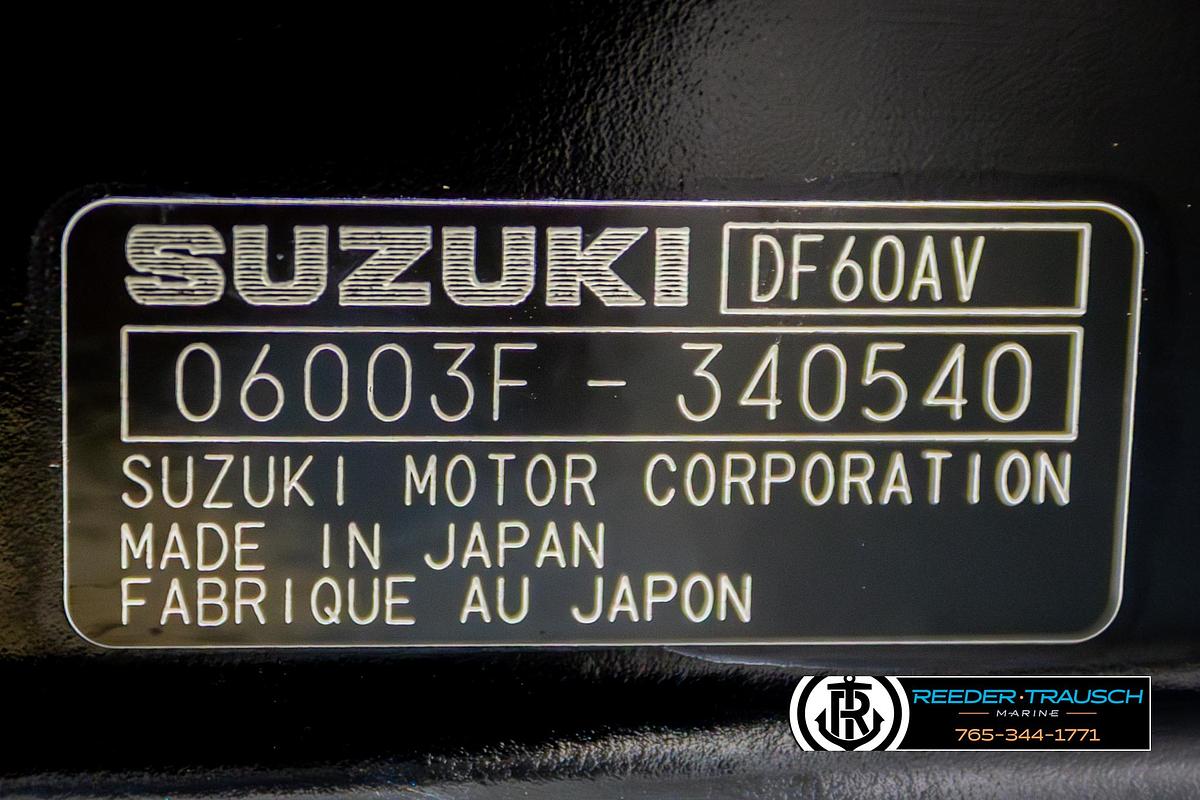 SUZUKI DF60AV
06003F - 340540
SUZUKI MOTOR CORPORATION
MADE IN JAPAN
FABRIQUE AU JAPON
TR
REEDER·TRAUSCH
MARINE
765-344-1771